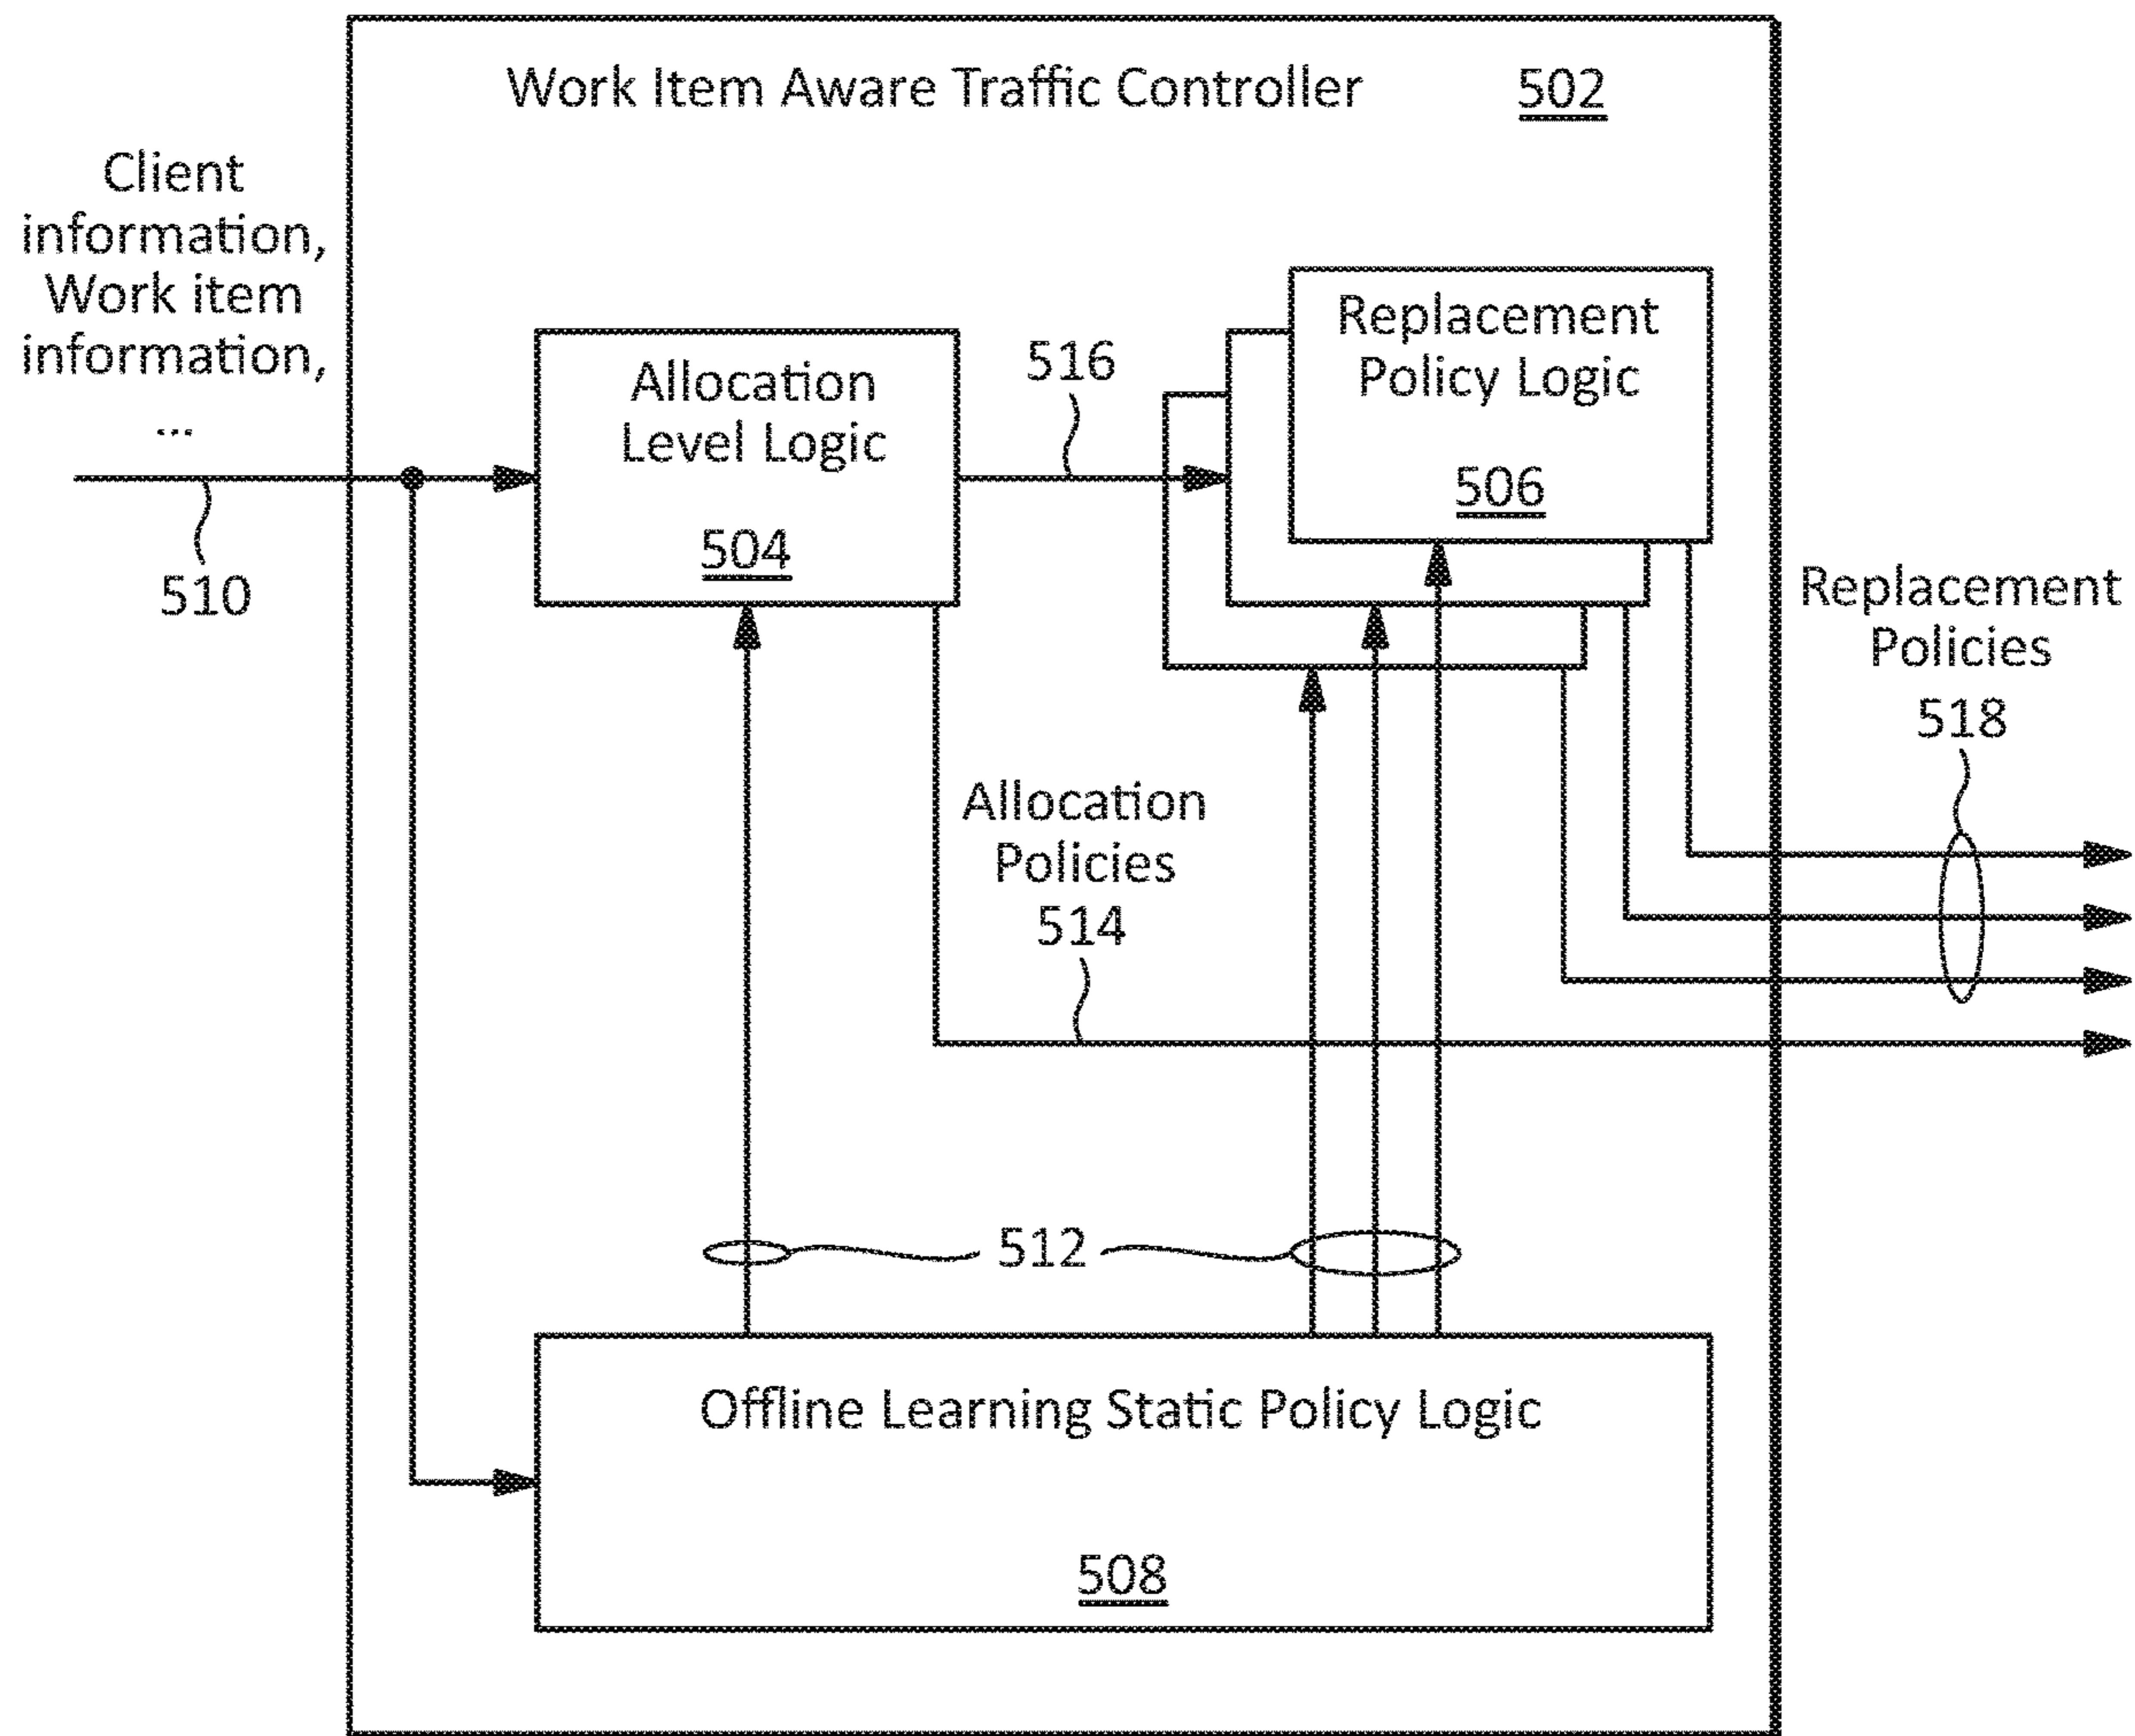 Work Item Aware Traffic Controller 502
Client
information,
Work item
information,
...
510
Allocation
Level Logic
504
516
Replacement
Policy Logic
506
Replacement
Policies
518
Allocation
Policies
514
512
Offline Learning Static Policy Logic
508